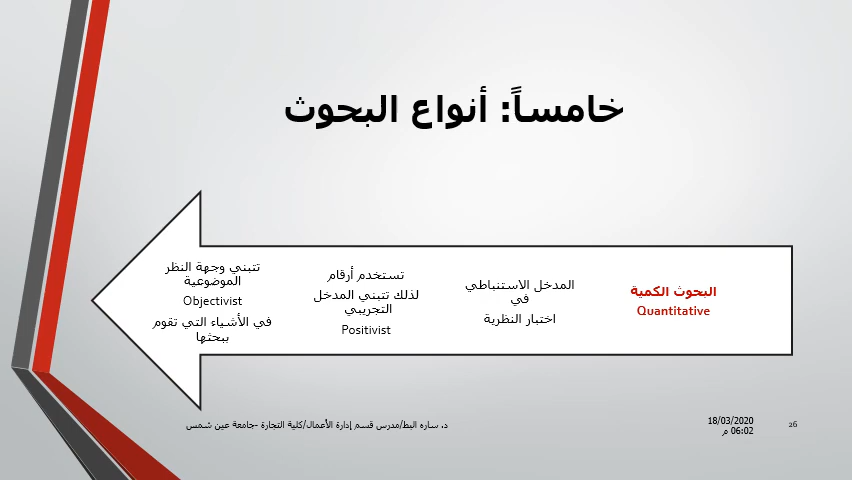 خامساً: أنواع البحوث
البحوث الكمية
Quantitative
المدخل الاستنباطي
في
اختبار النظرية
تستخدم أرقام
لذلك تتبني المدخل
التجريبي
Positivist
تتبني وجهة النظر
الموضوعية
Objectivist
في الأشياء التي تقوم
ببحثها
26
18/03/2020
06:02 م
د. ساره البط/مدرس قسم إدارة الأعمال/كلية التجارة -جامعة عين شمس